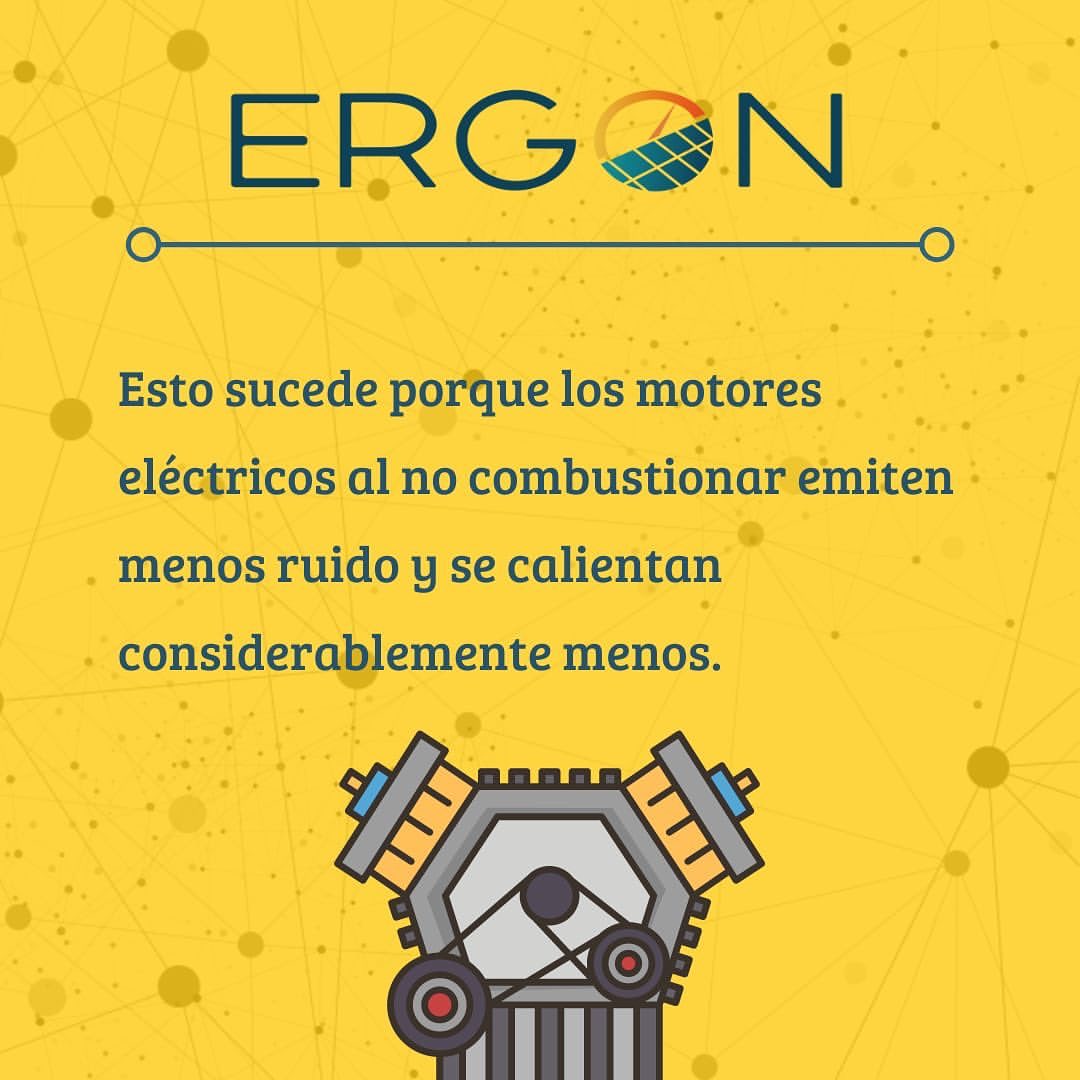 ERGON
Esto sucede porque los motores
eléctricos al no combustionar emiten
menos ruido y se calientan
considerablemente menos.